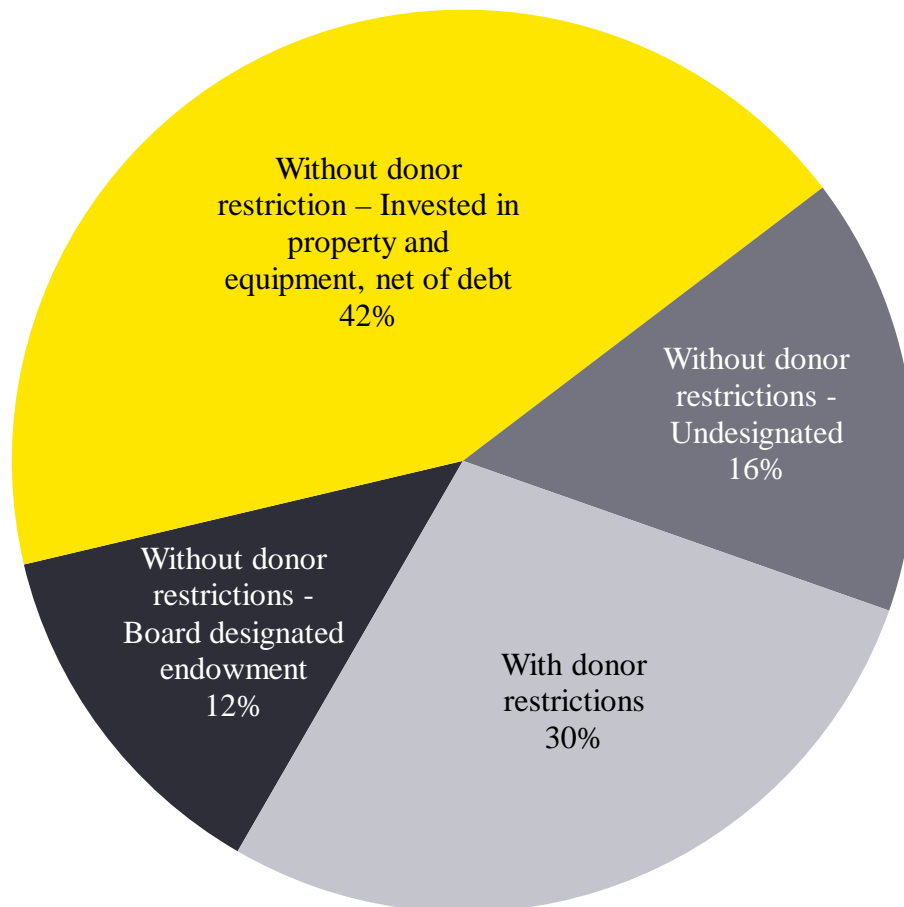 Without donor
restriction – Invested in
property and
equipment, net of debt
42%
Without donor
restrictions -
Undesignated
16%
Without donor
restrictions -
Board designated
endowment
12%
With donor
restrictions
30%